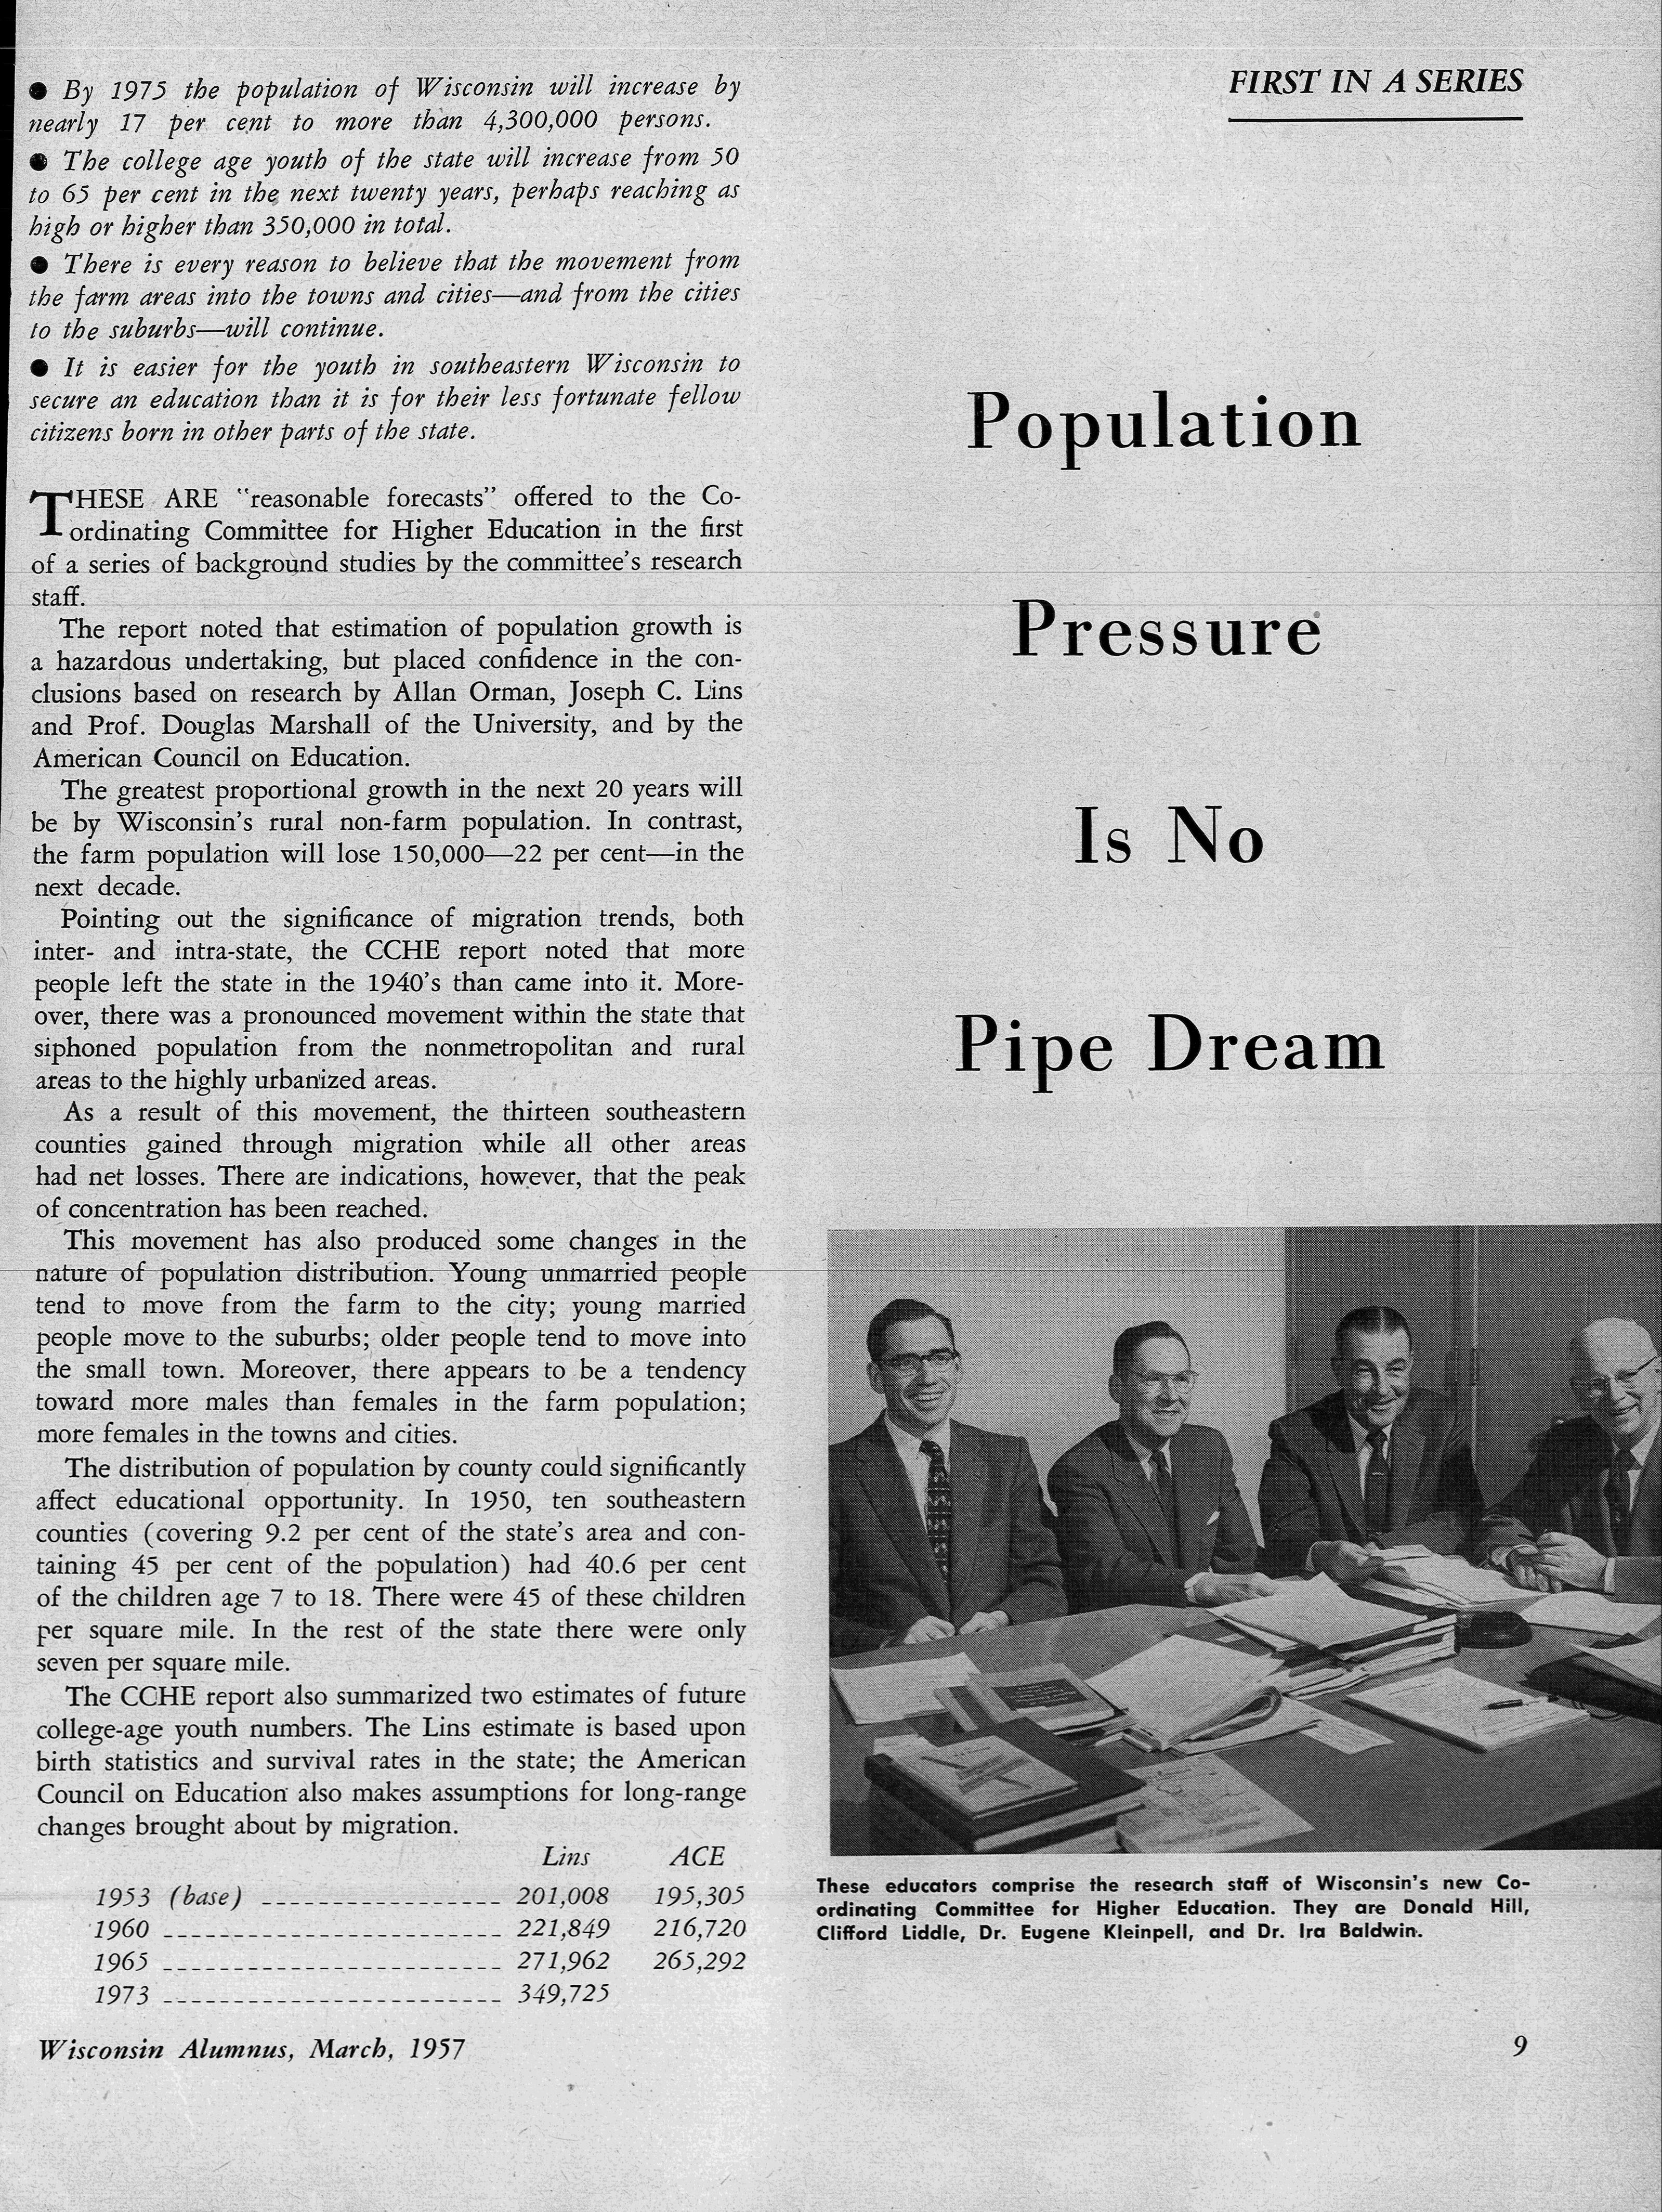 ● By 1975 the population of Wisconsin will increase by
nearly 17 per cent to more than 4,300,000 persons.
● The college age youth of the state will increase from 50
to 65 per cent in the next twenty years, perhaps reaching as
high or higher than 350,000 in total.
● There is every reason to believe that the movement from
the farm areas into the towns and cities—and from the cities
to the suburbs—will continue.
● It is easier for the youth in southeastern Wisconsin to
secure an education than it is for their less fortunate fellow
citizens born in other parts of the state.
THESE ARE "reasonable forecasts" offered to the Co-
ordinating Committee for Higher Education in the first
of a series of background studies by the committee's research
staff.
The report noted that estimation of population growth is
a hazardous undertaking, but placed confidence in the con-
clusions based on research by Allan Orman, Joseph C. Lins
and Prof. Douglas Marshall of the University, and by the
American Council on Education.
The greatest proportional growth in the next 20 years will
be by Wisconsin's rural non-farm population. In contrast,
the farm population will lose 150,000—22 per cent—in the
next decade.
Pointing out the significance of migration trends, both
inter- and intra-state, the CCHE report noted that more
people left the state in the 1940's than came into it. More-
over, there was a pronounced movement within the state that
siphoned population from the nonmetropolitan and rural
areas to the highly urbanized areas.
As a result of this movement, the thirteen southeastern
counties gained through migration while all other areas
had net losses. There are indications, however, that the peak
of concentration has been reached.
This movement has also produced some changes in the
nature of population distribution. Young unmarried people
tend to move from the farm to the city; young married
people move to the suburbs; older people tend to move into
the small town. Moreover, there appears to be a tendency
toward more males than females in the farm population;
more females in the towns and cities.
The distribution of population by county could significantly
affect educational opportunity. In 1950, ten southeastern
counties (covering 9.2 per cent of the state's area and con-
taining 45 per cent of the population) had 40.6 per cent
of the children age 7 to 18. There were 45 of these children
per square mile. In the rest of the state there were only
seven per square mile.
The CCHE report also summarized two estimates of future
college-age youth numbers. The Lins estimate is based upon
birth statistics and survival rates in the state; the American
Council on Education also makes assumptions for long-range
changes brought about by migration.
Lins ACE
1953 (base) 201,008 195,305
1960 221,849 216,720
1965 271,962 265,292
1973 349,725
Wisconsin Alumnus, March, 1957
FIRST IN A SERIES
Population
Pressure
Is No
Pipe Dream
These educators comprise the research staff of Wisconsin's new Co-
ordinating Committee for Higher Education. They are Donald Hill,
Clifford Liddle, Dr. Eugene Kleinpell, and Dr. Ira Baldwin.
9